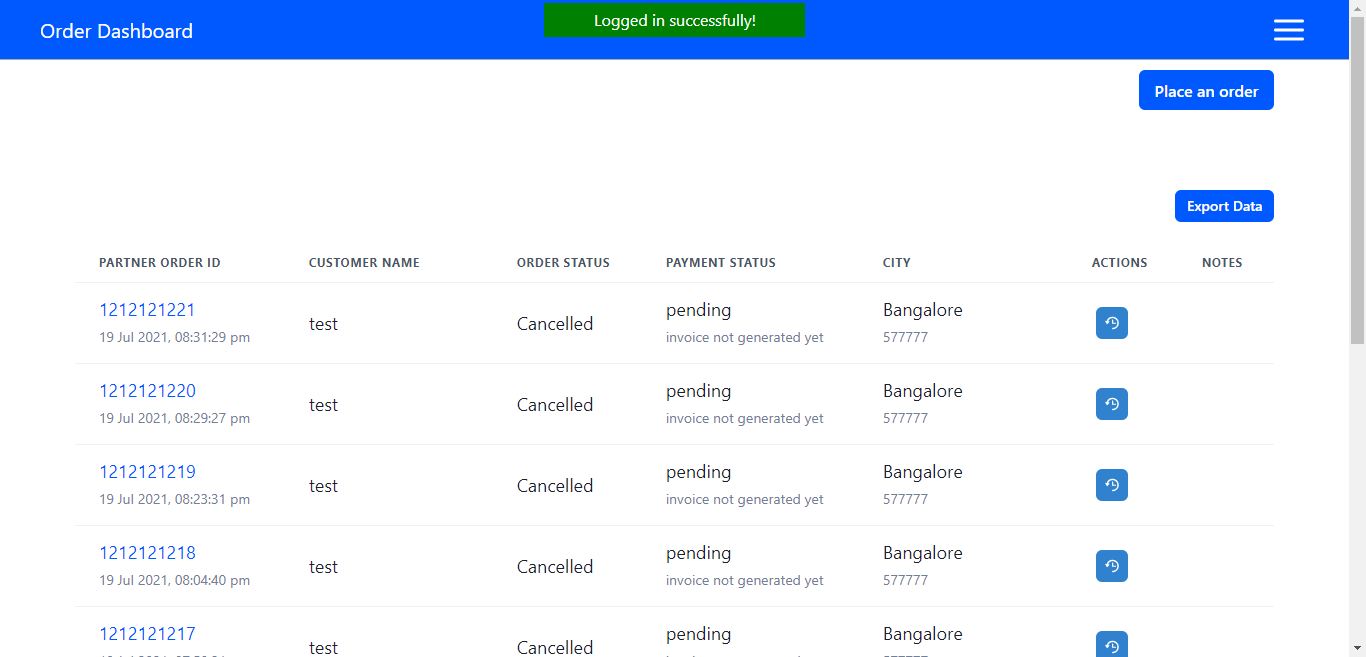 Order Dashboard
Logged in successfully!
Place an order
Export Data
PARTNER ORDER ID CUSTOMER NAME ORDER STATUS PAYMENT STATUS CITY ACTIONS NOTES
1212121221 test Cancelled pending Bangalore
19 Jul 2021, 08:31:29 pm invoice not generated yet 577777
1212121220 test Cancelled pending Bangalore
19 Jul 2021, 08:29:27 pm invoice not generated yet 577777
1212121219 test Cancelled pending Bangalore
19 Jul 2021, 08:23:31 pm invoice not generated yet 577777
1212121218 test Cancelled pending Bangalore
19 Jul 2021, 08:04:40 pm invoice not generated yet 577777
1212121217 test Cancelled pending Bangalore